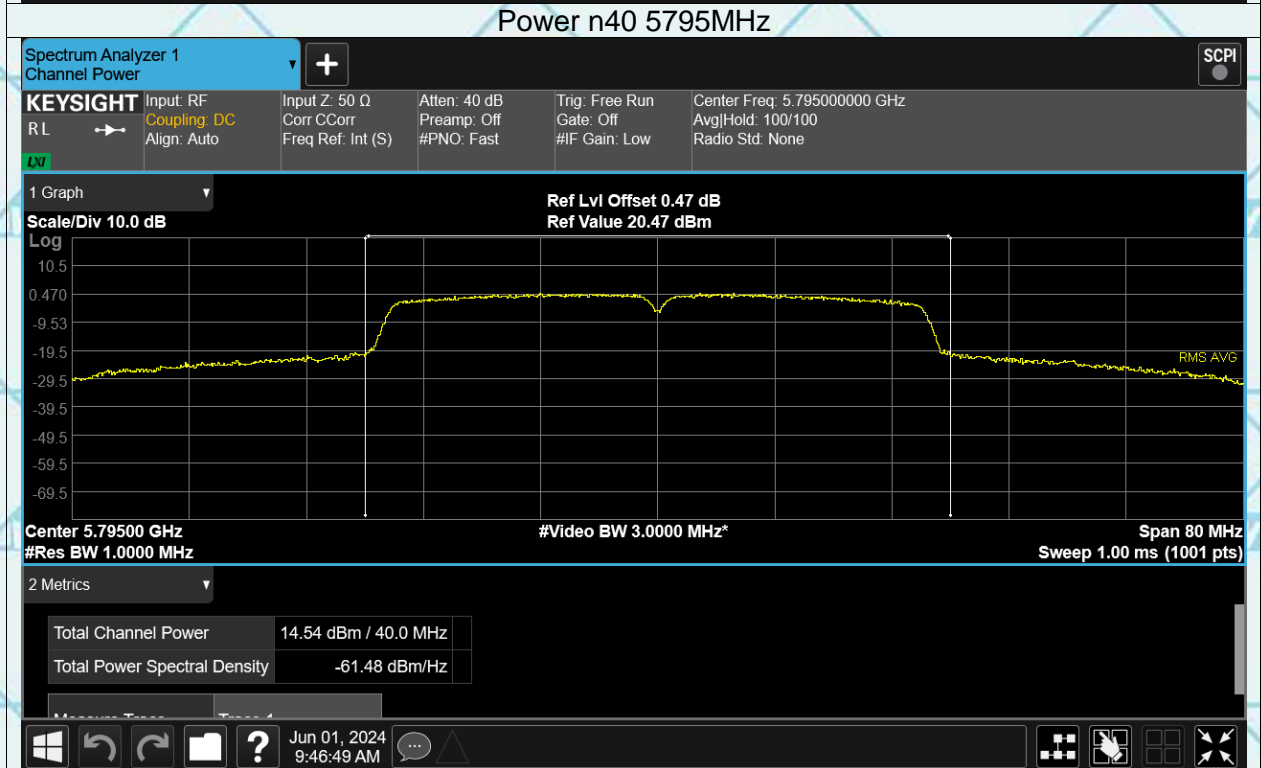 Power n40 5795MHz
Spectrum Analyzer 1
Channel Power
SCPI
KEYSIGHT
R L
LXI
Input: RF
Coupling: DC
Align: Auto
Input Z: 50 Ω
Corr CCorr
Freq Ref: Int (S)
Atten: 40 dB
Preamp: Off
#PNO: Fast
Trig: Free Run
Gate: Off
#IF Gain: Low
Center Freq: 5.795000000 GHz
Avg|Hold: 100/100
Radio Std: None
1 Graph
Scale/Div 10.0 dB
Ref Lvl Offset 0.47 dB
Ref Value 20.47 dBm
Log
10.5
0.470
-9.53
-19.5
-29.5
-39.5
-49.5
-59.5
-69.5
RMS AVG
Center 5.79500 GHz
#Video BW 3.0000 MHz*
Span 80 MHz
#Res BW 1.0000 MHz
Sweep 1.00 ms (1001 pts)
2 Metrics
Total Channel Power 14.54 dBm / 40.0 MHz
Total Power Spectral Density -61.48 dBm/Hz
Measure Trace Trace 1
Jun 01, 2024
9:46:49 AM